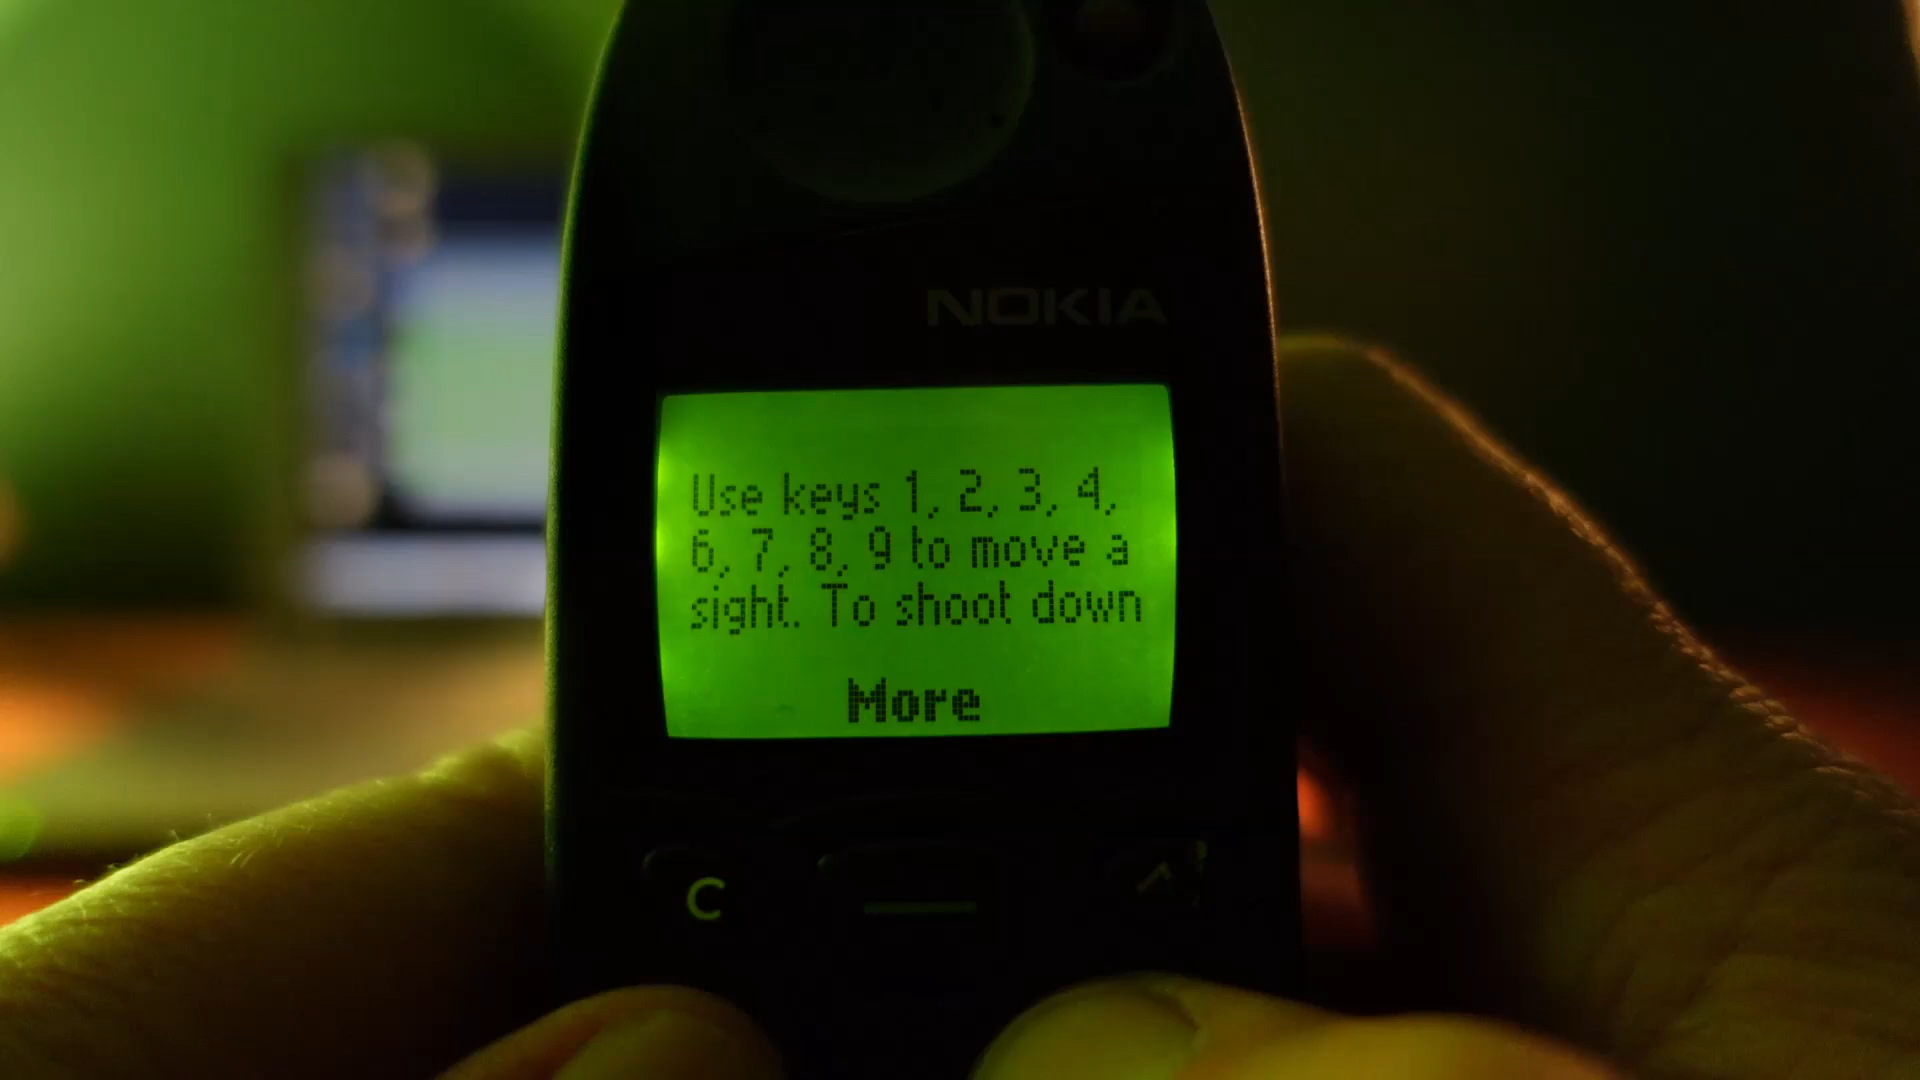 NOKIA
Use keys 1, 2, 3, 4,
6, 7, 8, 9 to move a
sight. To shoot down
More
C